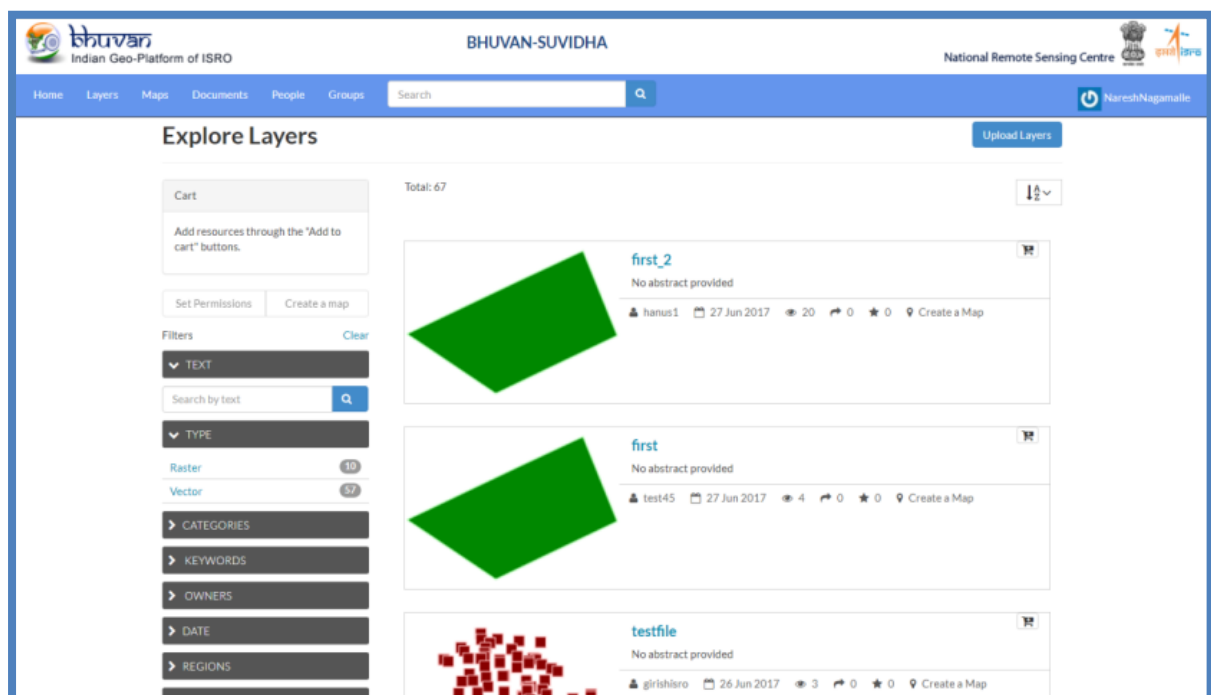 bhuvan
Indian Geo-Platform of ISRO
BHUVAN-SUVIDHA
National Remote Sensing Centre
इसरो isro
Home Layers Maps Documents People Groups Search NareshNagamalle
Explore Layers
Upload Layers
Cart
Add resources through the "Add to
cart" buttons.
Set Permissions Create a map
Filters Clear
TEXT
Search by text
TYPE
Raster 10
Vector 57
CATEGORIES
KEYWORDS
OWNERS
DATE
REGIONS
Total: 67
A
Z
first_2
No abstract provided
hanus1 27 Jun 2017 20 0 0 Create a Map
first
No abstract provided
test45 27 Jun 2017 4 0 0 Create a Map
testfile
No abstract provided
girishisro 26 Jun 2017 3 0 0 Create a Map